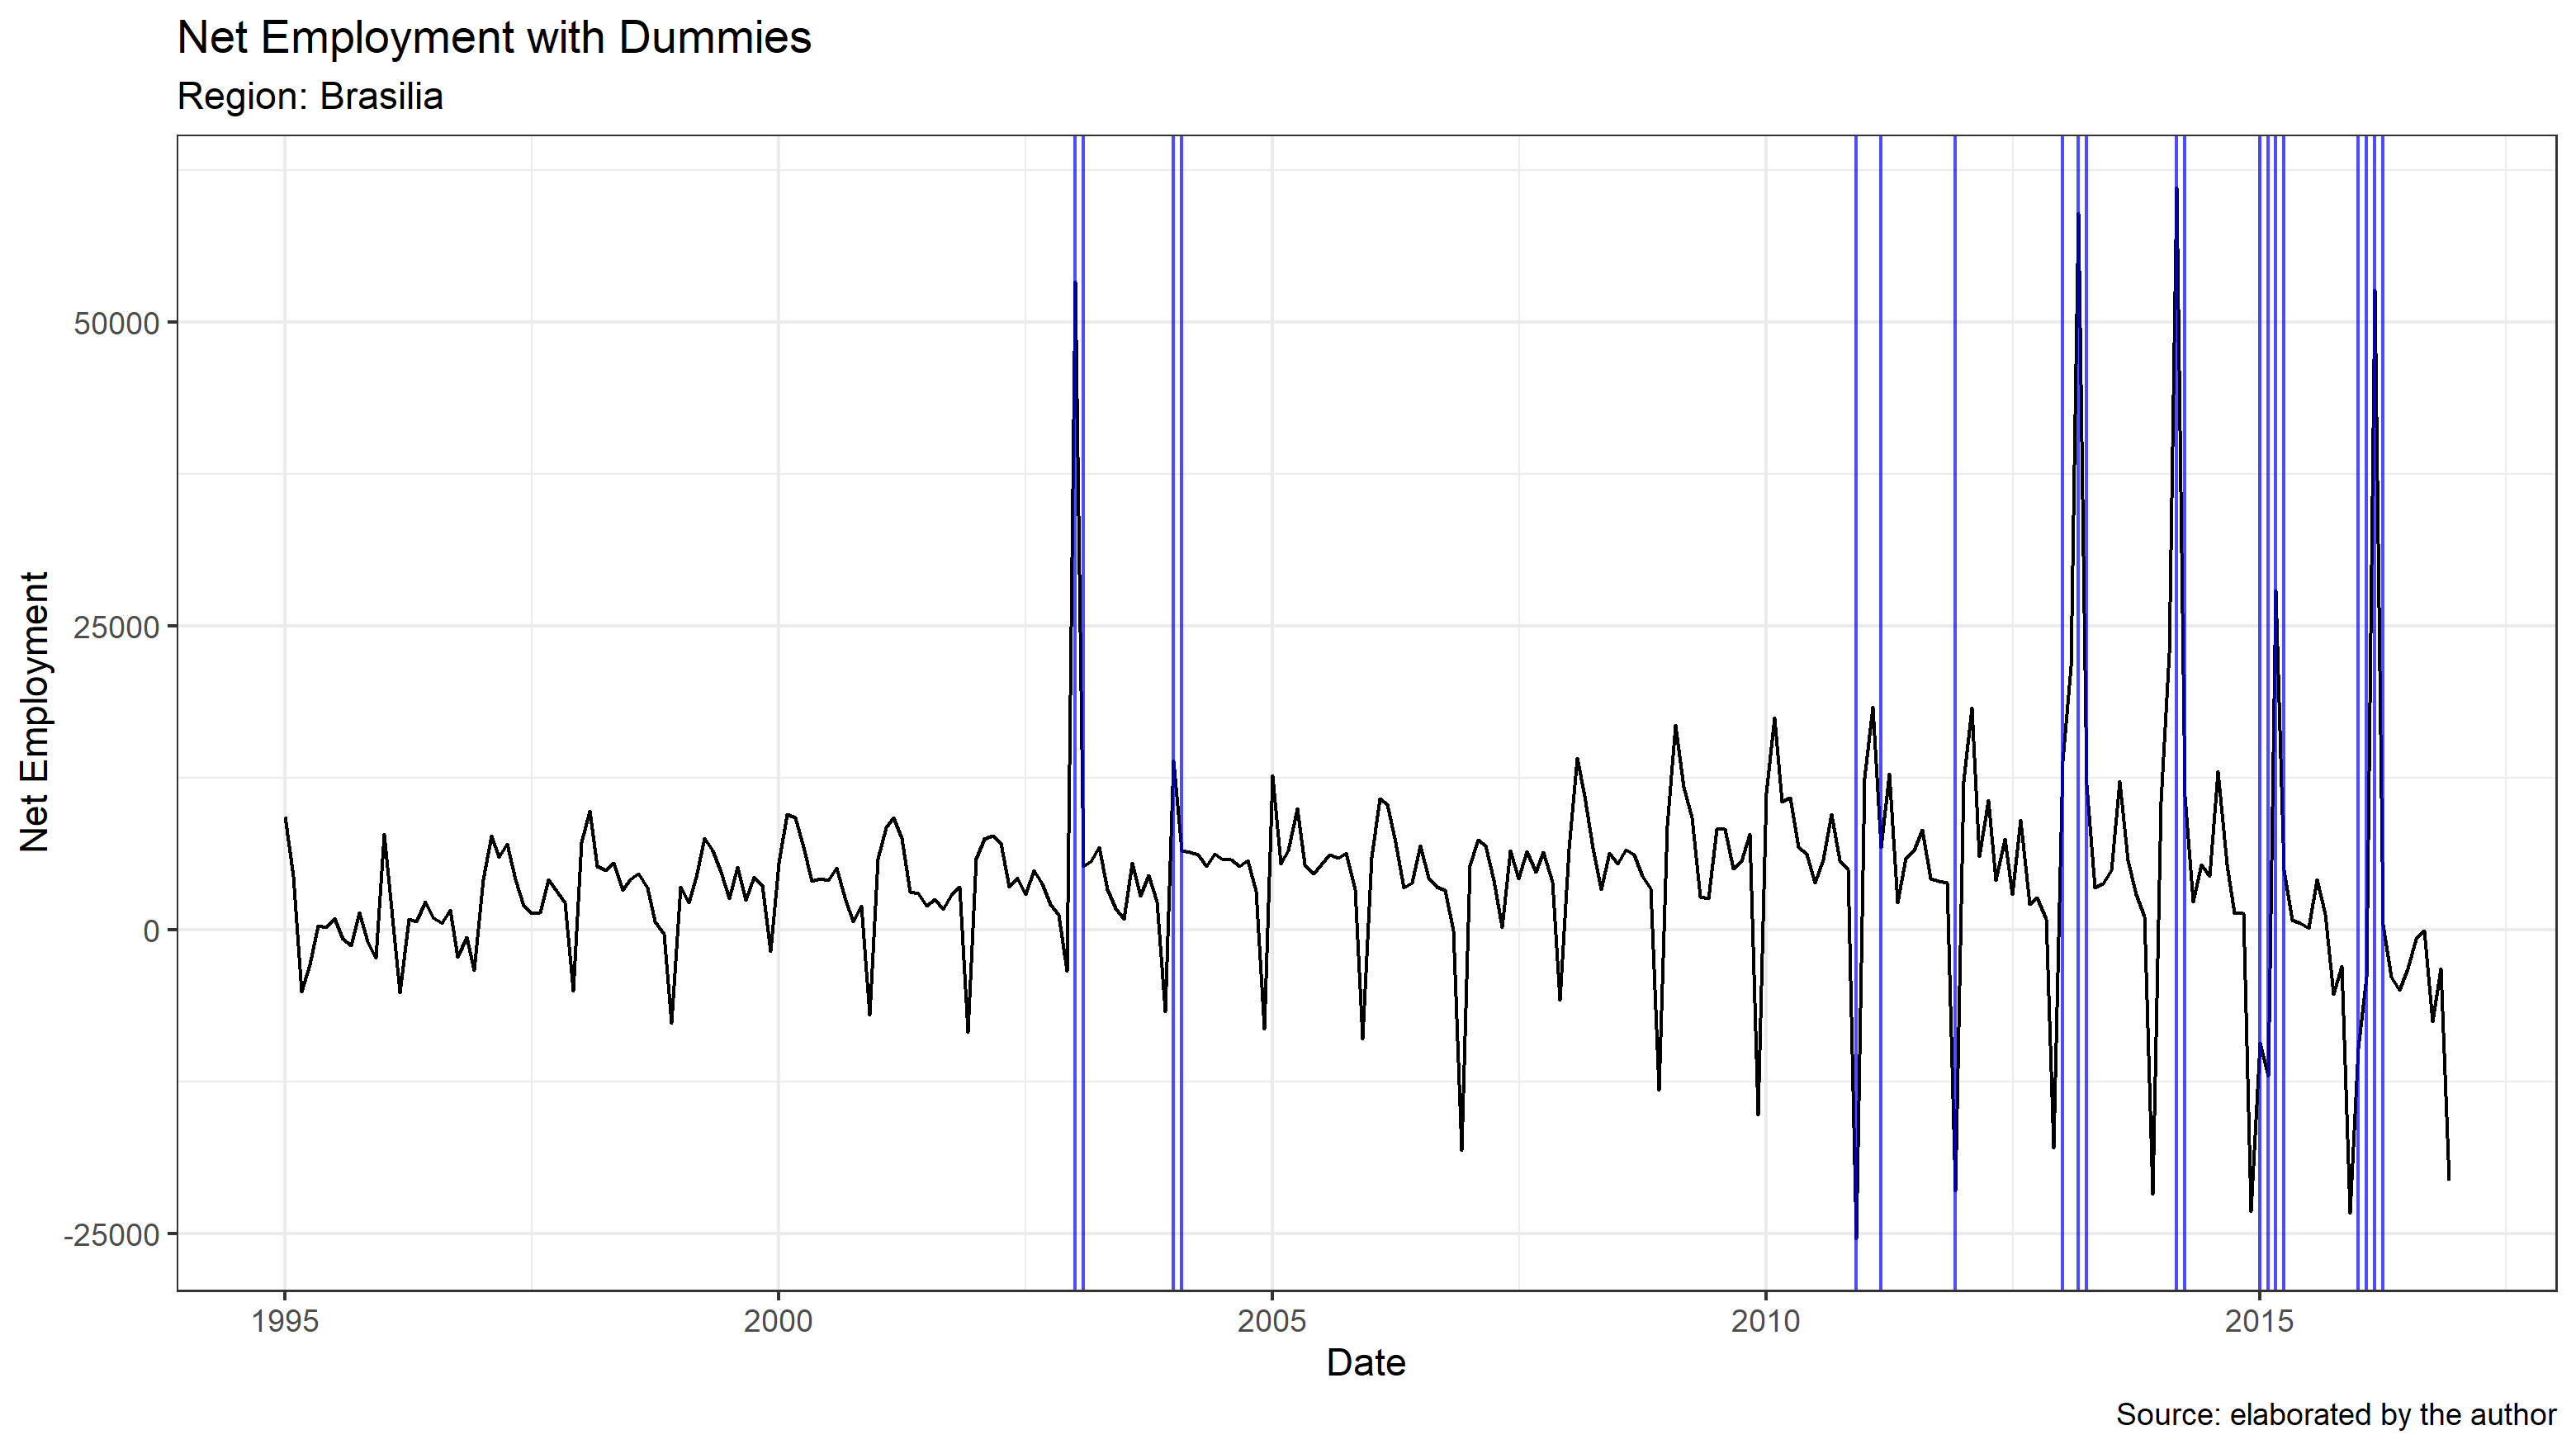 Net Employment with Dummies
Region: Brasilia
Net Employment
50000
25000
0
-25000
1995 2000 2005 2010 2015
Date
Source: elaborated by the author